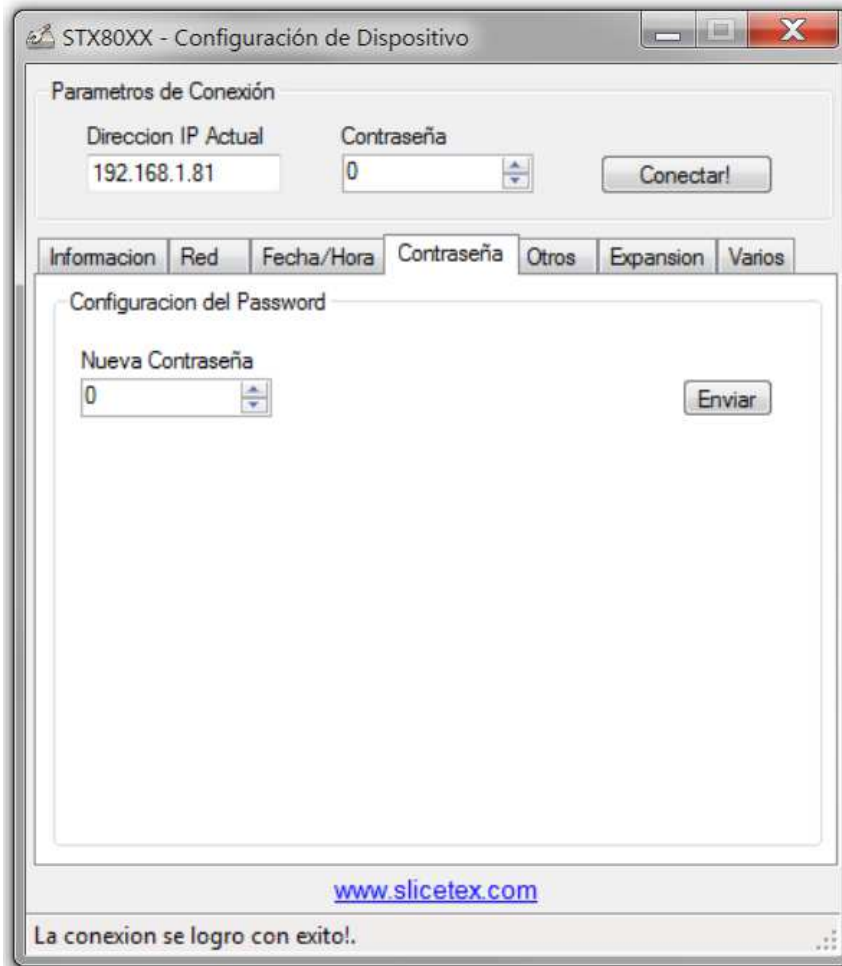 STX80XX - Configuración de Dispositivo
Parametros de Conexión
Direccion IP Actual Contraseña
192.168.1.81 0 Conectar!
Informacion Red Fecha/Hora Contraseña Otros Expansion Varios
Configuracion del Password
Nueva Contraseña
0 Enviar
www.slicetex.com
La conexion se logro con exito!.